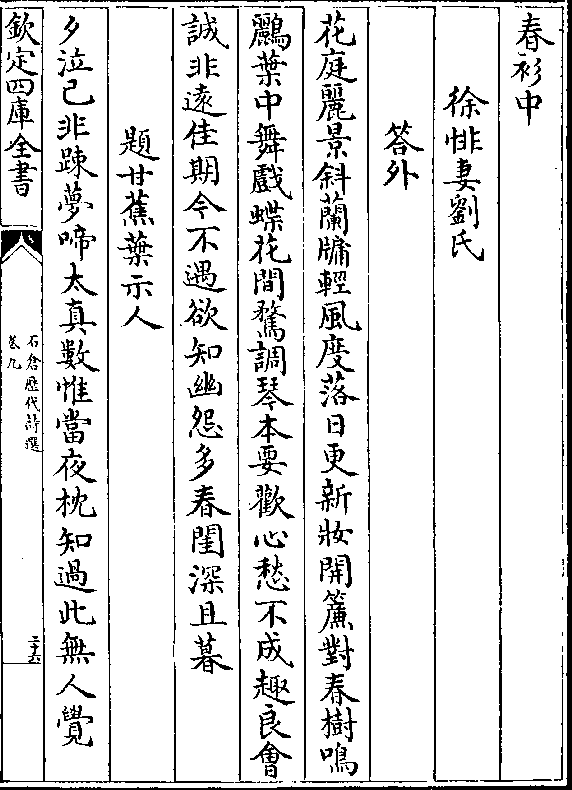 春衫中
徐悱妻劉氏
答外
花庭麗景斜蘭牗輕風度落日更新妝開簾對春樹鳴
鸝葉中舞戲蝶花間騖調琴本要歡心愁不成趣良會
誠非遠佳期今不遇欲知幽怨多春閨深且暮
題甘蕉葉示人
夕泣已非踈夢啼太真數惟當夜枕知過此無人覺
欽定四庫全書
石倉歷代詩選
卷九
二十六